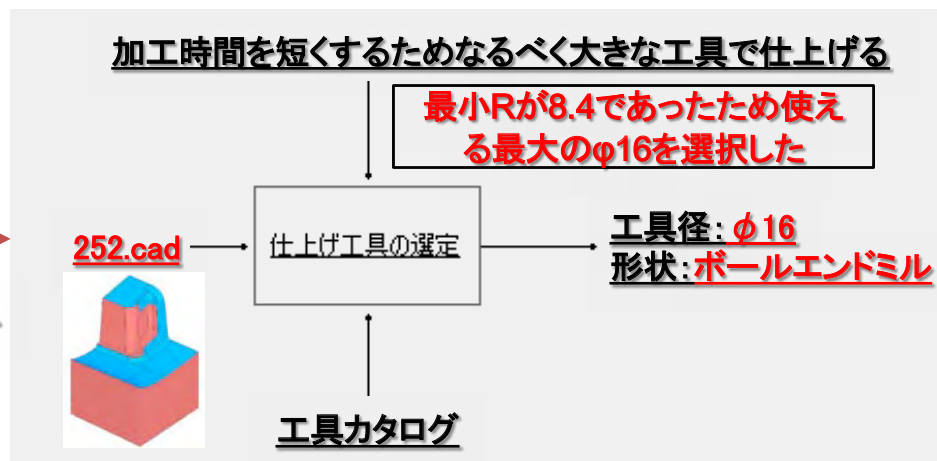 加工時間を短くするためなるべく大きな工具で仕上げる
最小Rが8.4であったため使え
る最大のφ16を選択した
252.cad
仕上げ工具の選定
工具径：φ16
形状：ボールエンドミル
工具カタログ